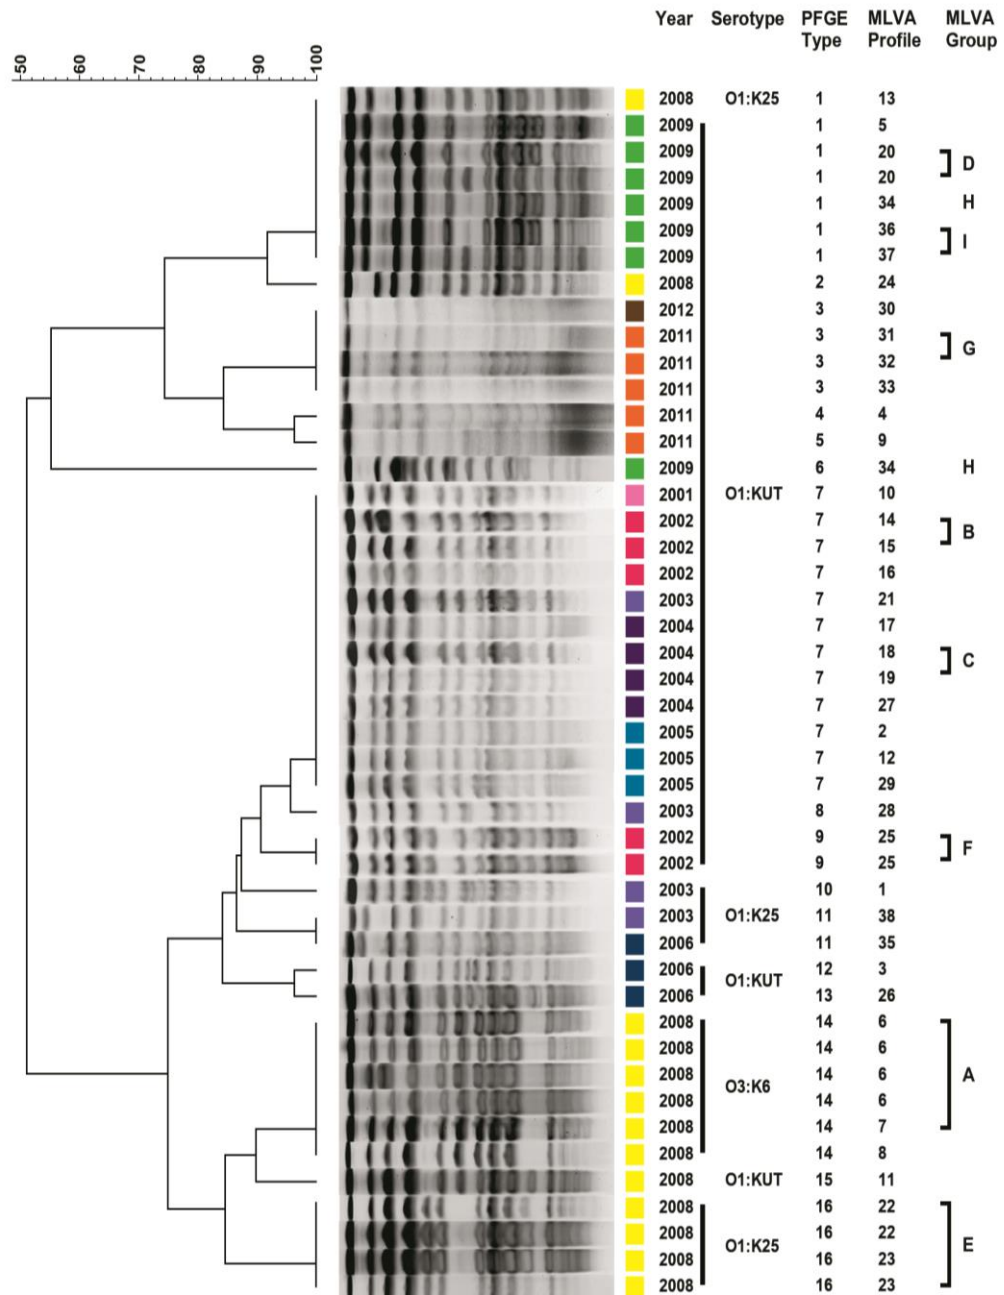 50 60 70 80 90 100
Year Serotype PFGE Type MLVA Profile MLVA Group
2008 O1:K25 1 13
2009 1 5
2009 1 20
D
2009 1 20
2009 1 34 H
2009 1 36
I
2009 1 37
2008 2 24
2012 3 30
2011 3 31
G
2011 3 32
2011 3 33
2011 4 4
2011 5 9
2009 6 34 H
2001 O1:KUT 7 10
2002 7 14
B
2002 7 15
2002 7 16
2003 7 21
2004 7 17
2004 7 18
C
2004 7 19
2004 7 27
2005 7 2
2005 7 12
2005 7 29
2003 8 28
2002 9 25
F
2002 9 25
2003 10 1
2003 O1:K25 11 38
2006 11 35
2006 12 3
O1:KUT
2006 13 26
2008 14 6
2008 14 6
2008 14 6 A
O3:K6
2008 14 6
2008 14 7
2008 14 8
2008 O1:KUT 15 11
2008 16 22
2008 16 22
O1:K25 E
2008 16 23
2008 16 23